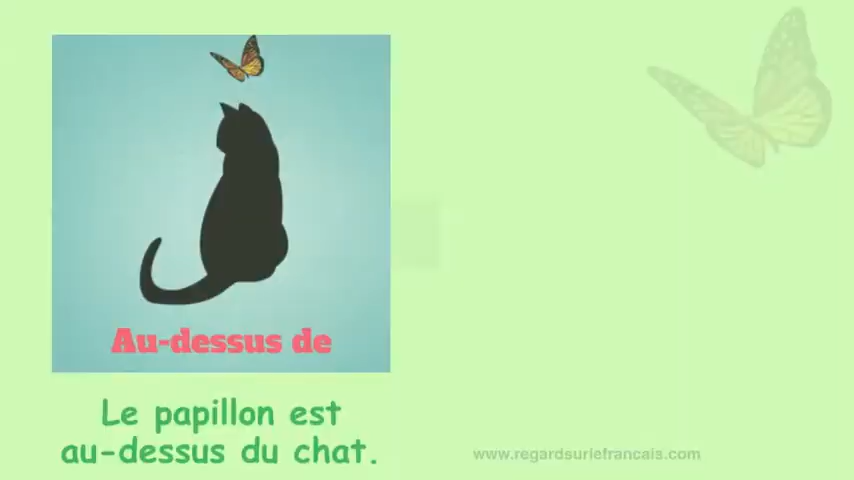 Au-dessus de
Le papillon est
au-dessus du chat.
www.regardsurlefrancais.com